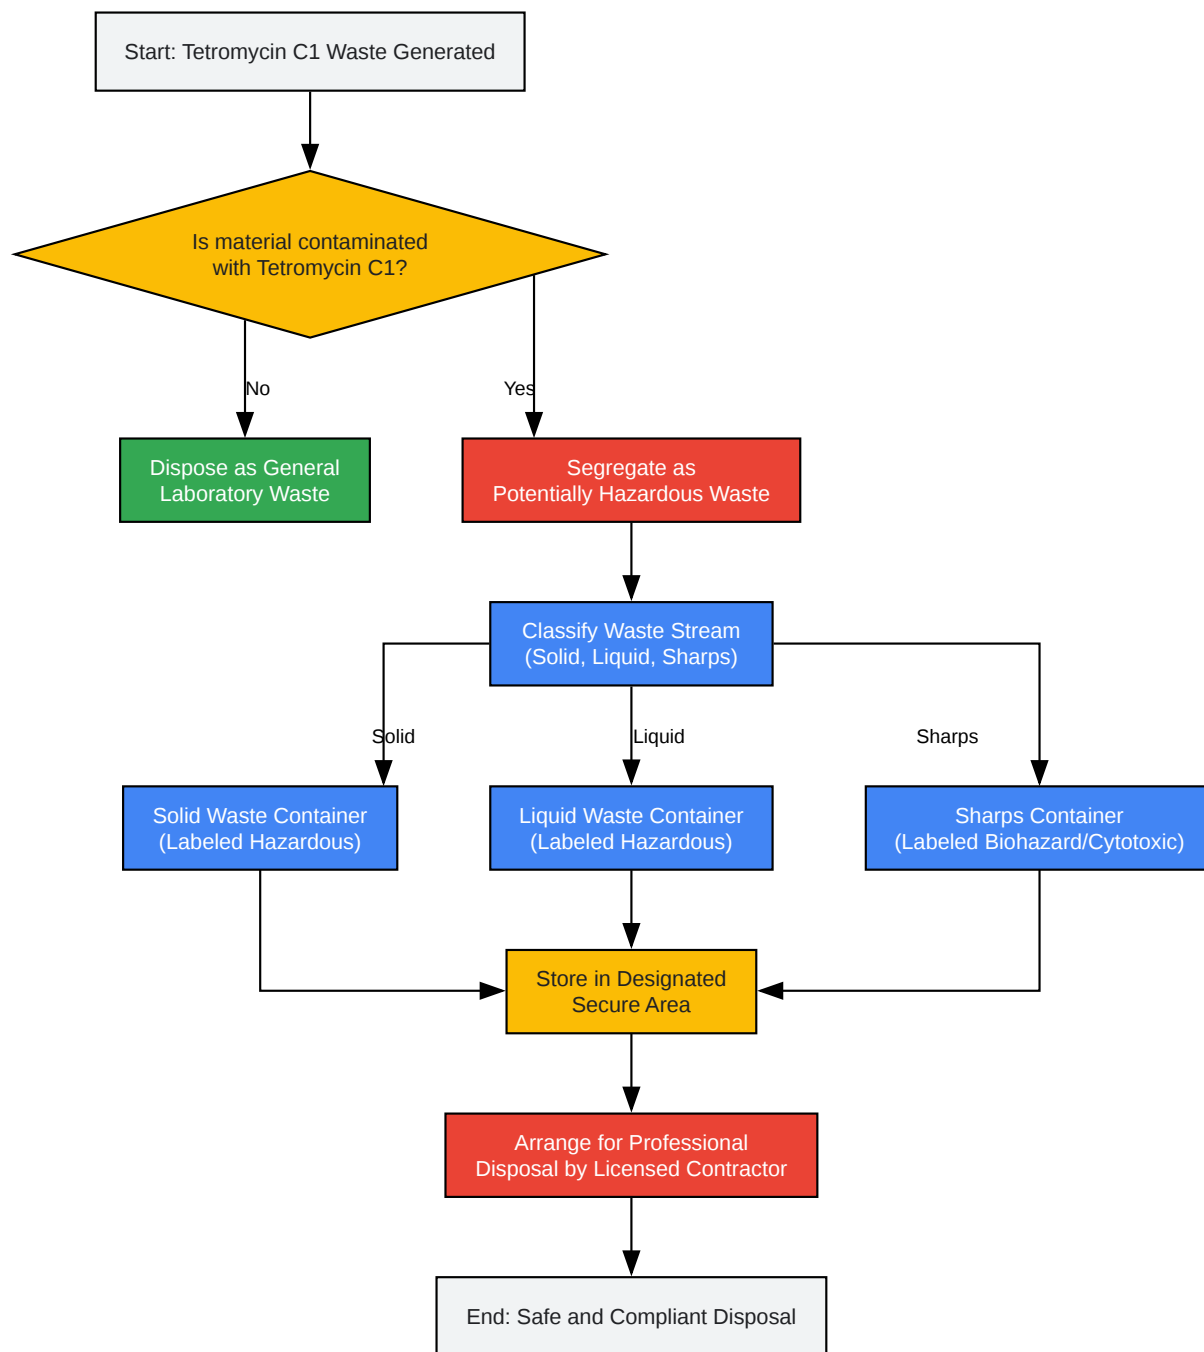 Start: Tetromycin C1 Waste Generated
Is material contaminated
with Tetromycin C1?
No
Yes
Dispose as General
Laboratory Waste
Segregate as
Potentially Hazardous Waste
Classify Waste Stream
(Solid, Liquid, Sharps)
Solid
Liquid
Sharps
Solid Waste Container
(Labeled Hazardous)
Liquid Waste Container
(Labeled Hazardous)
Sharps Container
(Labeled Biohazard/Cytotoxic)
Store in Designated
Secure Area
Arrange for Professional
Disposal by Licensed Contractor
End: Safe and Compliant Disposal